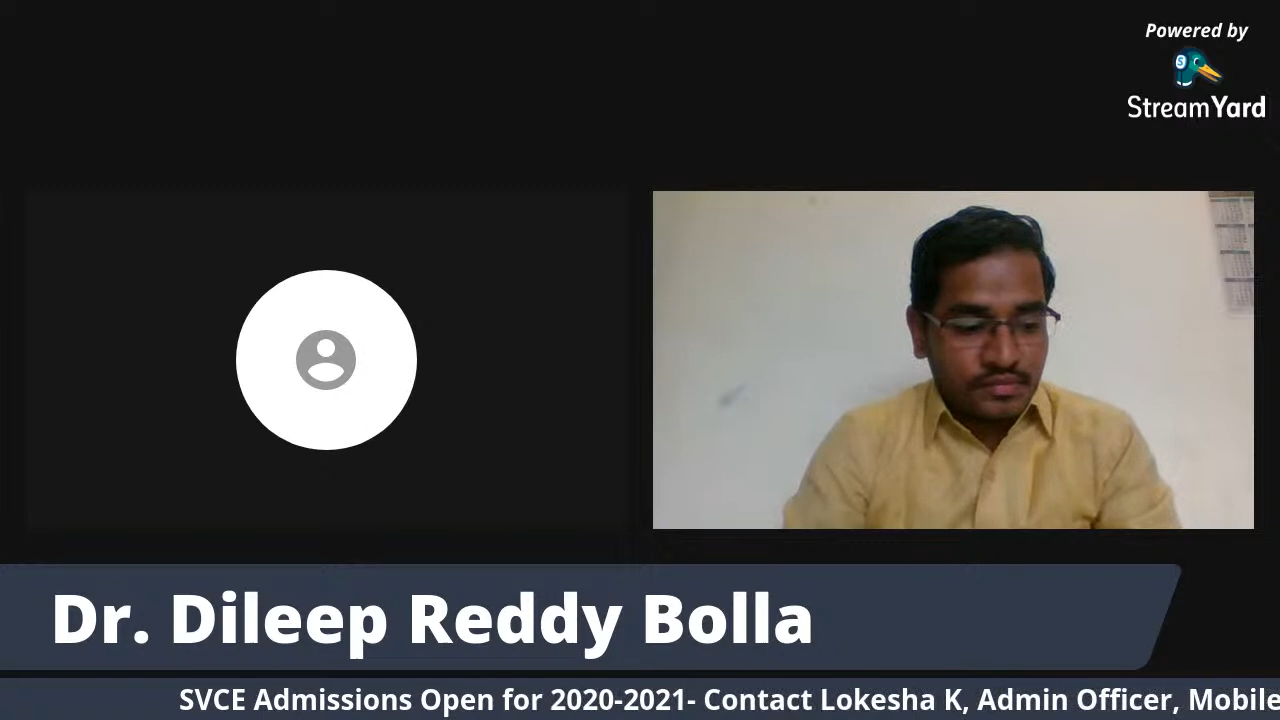 Powered by
S
StreamYard
Dr. Dileep Reddy Bolla
SVCE Admissions Open for 2020-2021- Contact Lokesha K, Admin Officer, Mobile